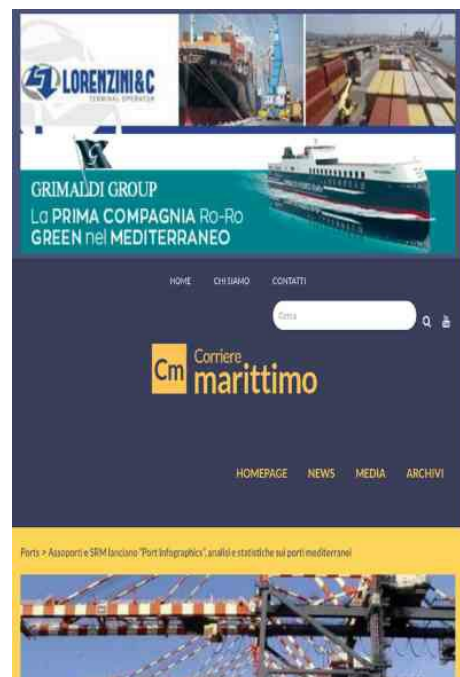 LORENZINI&C
TERMINAL OPERATOR
GRIMALDI GROUP
La PRIMA COMPAGNIA Ro-Ro
GREEN nel MEDITERRANEO
HOME CHI SIAMO CONTATTI
Cerca
Cm Corriere
marittimo
HOMEPAGE NEWS MEDIA ARCHIVI
Ports > Assoporti e SRM lanciano "Port Infographics", analisi e statistiche sui porti mediterranei